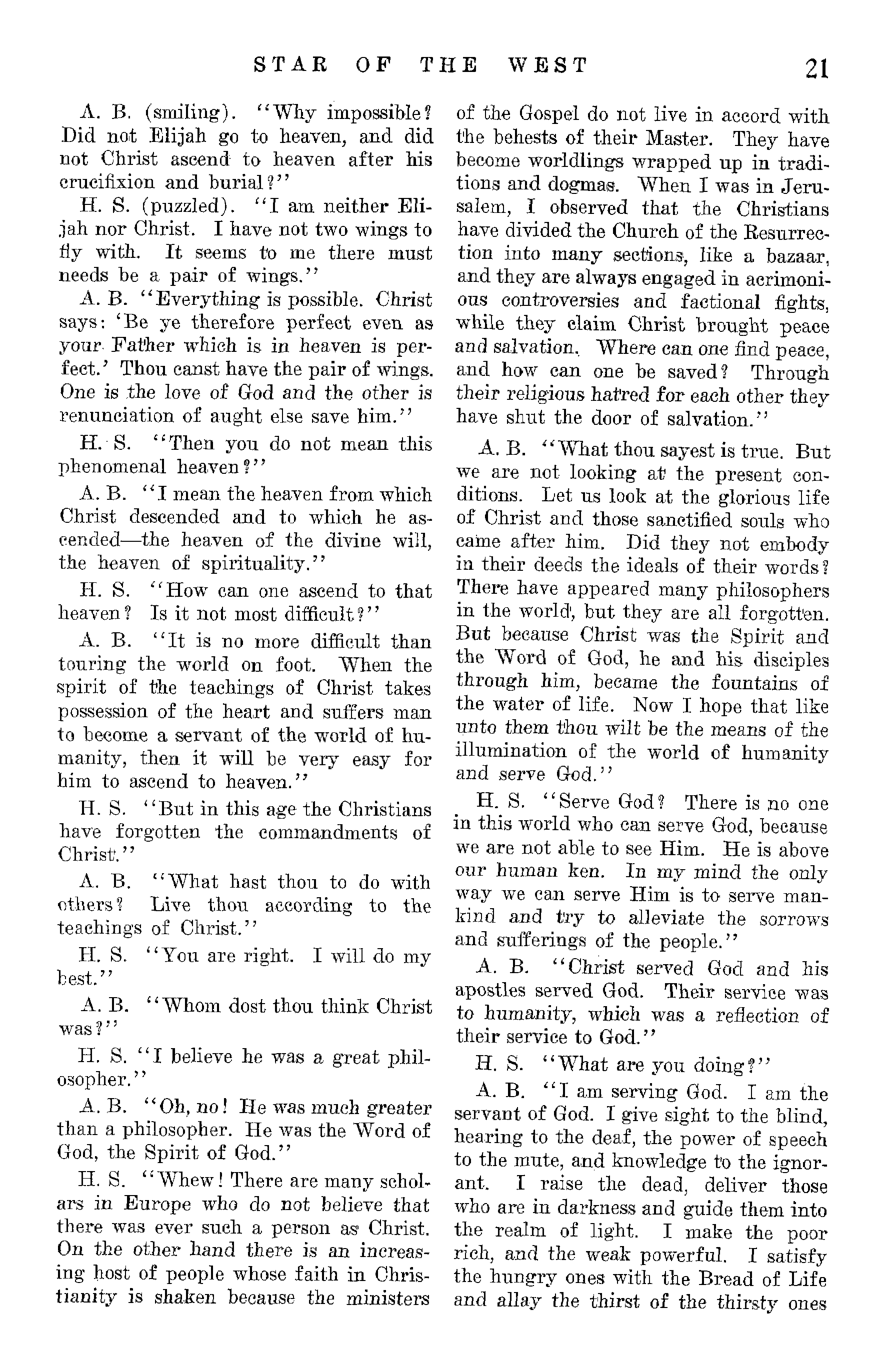 STAR OF THE WEST 21
A. B. (smiling). “Why impossible?
Did not Elijah go to heaven, and did
not Christ ascend to heaven after his
crucifixion and burial?”
H. S. (puzzled). “I am neither Eli-
jah nor Christ. I have not two wings to
fly with. It seems to me there must
needs be a pair of wings.”
A. B. “Everything is possible. Christ
says: ‘Be ye therefore perfect even as
your Father which is in heaven is per-
fect.’ Thou canst have the pair of wings.
One is the love of God and the other is
renunciation of aught else save him.”
H. S. “Then you do not mean this
phenomenal heaven?”
A. B. “I mean the heaven from which
Christ descended and to which he as-
cended—the heaven of the divine will,
the heaven of spirituality.”
H. S. “How can one ascend to that
heaven? Is it not most difficult?”
A. B. “It is no more difficult than
touring the world on foot. When the
spirit of the teachings of Christ takes
possession of the heart and suffers man
to become a servant of the world of hu-
manity, then it will be very easy for
him to ascend to heaven.”
H. S. “But in this age the Christians
have forgotten the commandments of
Christ.”
A. B. “What hast thou to do with
others? Live thou according to the
teachings of Christ.”
H. S. “You are right. I will do my
best.”
A. B. “Whom dost thou think Christ
was?”
H. S. “I believe he was a great phil-
osopher.”
A. B. “Oh, no! He was much greater
than a philosopher. He was the Word of
God, the Spirit of God.”
H. S. “Whew! There are many schol-
ars in Europe who do not believe that
there was ever such a person as Christ.
On the other hand there is an increas-
ing host of people whose faith in Chris-
tianity is shaken because the ministers
of the Gospel do not live in accord with
the behests of their Master. They have
become worldlings wrapped up in tradi-
tions and dogmas. When I was in Jeru-
salem, I observed that the Christians
have divided the Church of the Resurrec-
tion into many sections, like a bazaar,
and they are always engaged in acrimoni-
ous controversies and factional fights,
while they claim Christ brought peace
and salvation. Where can one find peace,
and how can one be saved? Through
their religious hatred for each other they
have shut the door of salvation.”
A. B. “What thou sayest is true. But
we are not looking at the present con-
ditions. Let us look at the glorious life
of Christ and those sanctified souls who
came after him. Did they not embody
in their deeds the ideals of their words?
There have appeared many philosophers
in the world, but they are all forgotten.
But because Christ was the Spirit and
the Word of God, he and his disciples
through him, became the fountains of
the water of life. Now I hope that like
unto them thou wilt be the means of the
illumination of the world of humanity
and serve God.”
H. S. “Serve God? There is no one
in this world who can serve God, because
we are not able to see Him. He is above
our human ken. In my mind the only
way we can serve Him is to serve man-
kind and try to alleviate the sorrows
and sufferings of the people.”
A. B. “Christ served God and his
apostles served God. Their service was
to humanity, which was a reflection of
their service to God.”
H. S. “What are you doing?”
A. B. “I am serving God. I am the
servant of God. I give sight to the blind,
hearing to the deaf, the power of speech
to the mute, and knowledge to the ignor-
ant. I raise the dead, deliver those
who are in darkness and guide them into
the realm of light. I make the poor
rich, and the weak powerful. I satisfy
the hungry ones with the Bread of Life
and allay the thirst of the thirsty ones